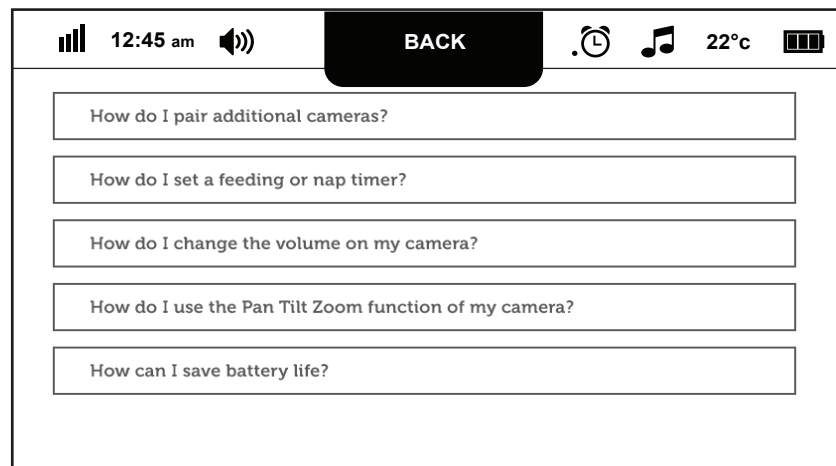 12:45 am BACK 22°c
How do I pair additional cameras?
How do I set a feeding or nap timer?
How do I change the volume on my camera?
How do I use the Pan Tilt Zoom function of my camera?
How can I save battery life?